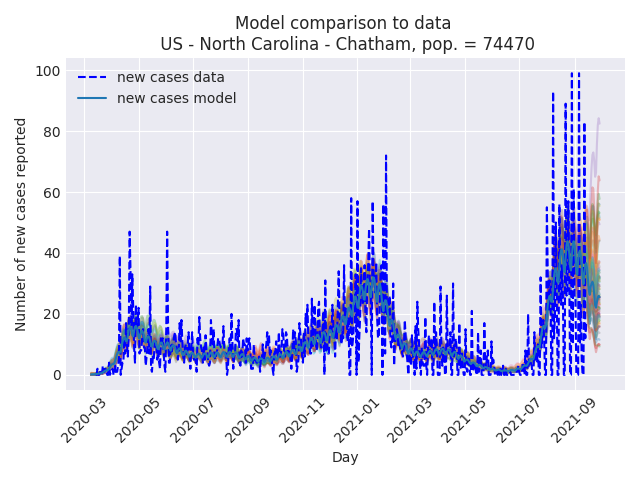 Model comparison to data
US - North Carolina - Chatham, pop. = 74470
new cases data
new cases model
Number of new cases reported
100
80
60
40
20
0
2020-03
2020-05
2020-07
2020-09
2020-11
2021-01
2021-03
2021-05
2021-07
2021-09
Day